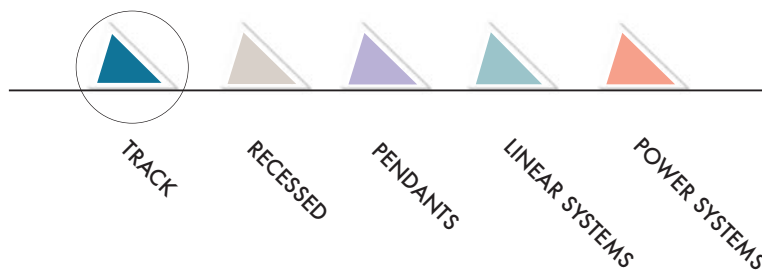 TRACK
RECESSED
PENDANTS
LINEAR SYSTEMS
POWER SYSTEMS